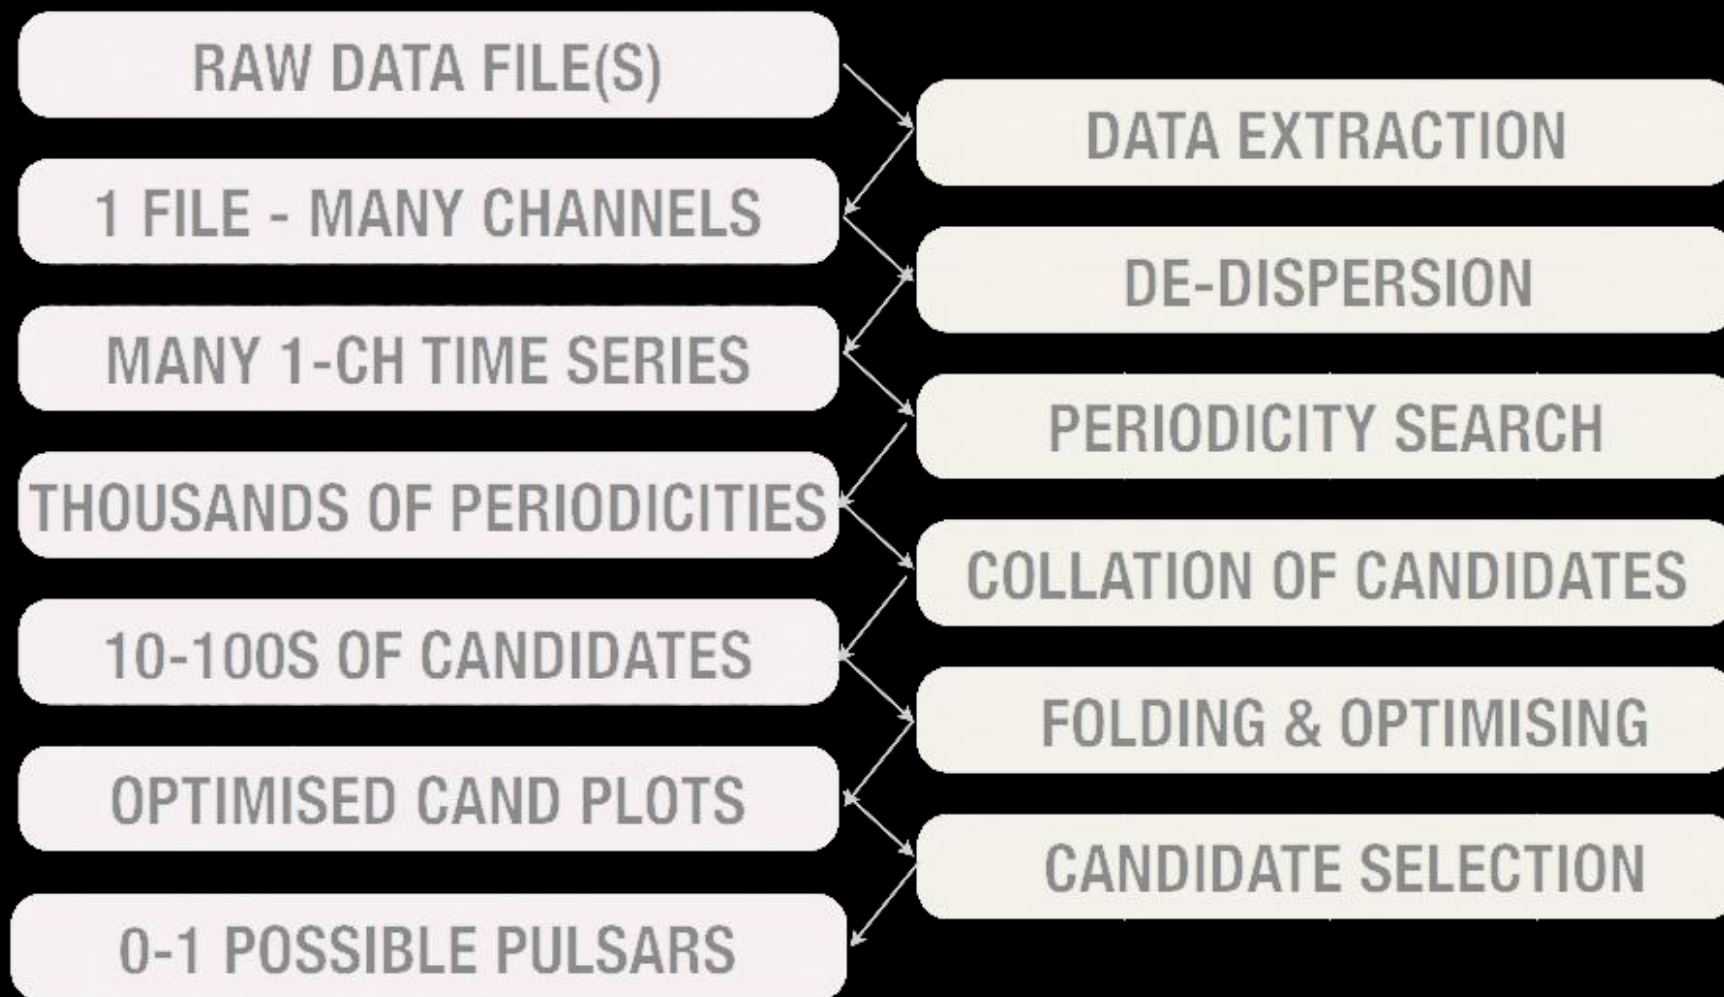 RAW DATA FILE(S)
DATA EXTRACTION
1 FILE - MANY CHANNELS
DE-DISPERSION
MANY 1-CH TIME SERIES
PERIODICITY SEARCH
THOUSANDS OF PERIODICITIES
COLLATION OF CANDIDATES
10-100S OF CANDIDATES
FOLDING & OPTIMISING
OPTIMISED CAND PLOTS
CANDIDATE SELECTION
0-1 POSSIBLE PULSARS